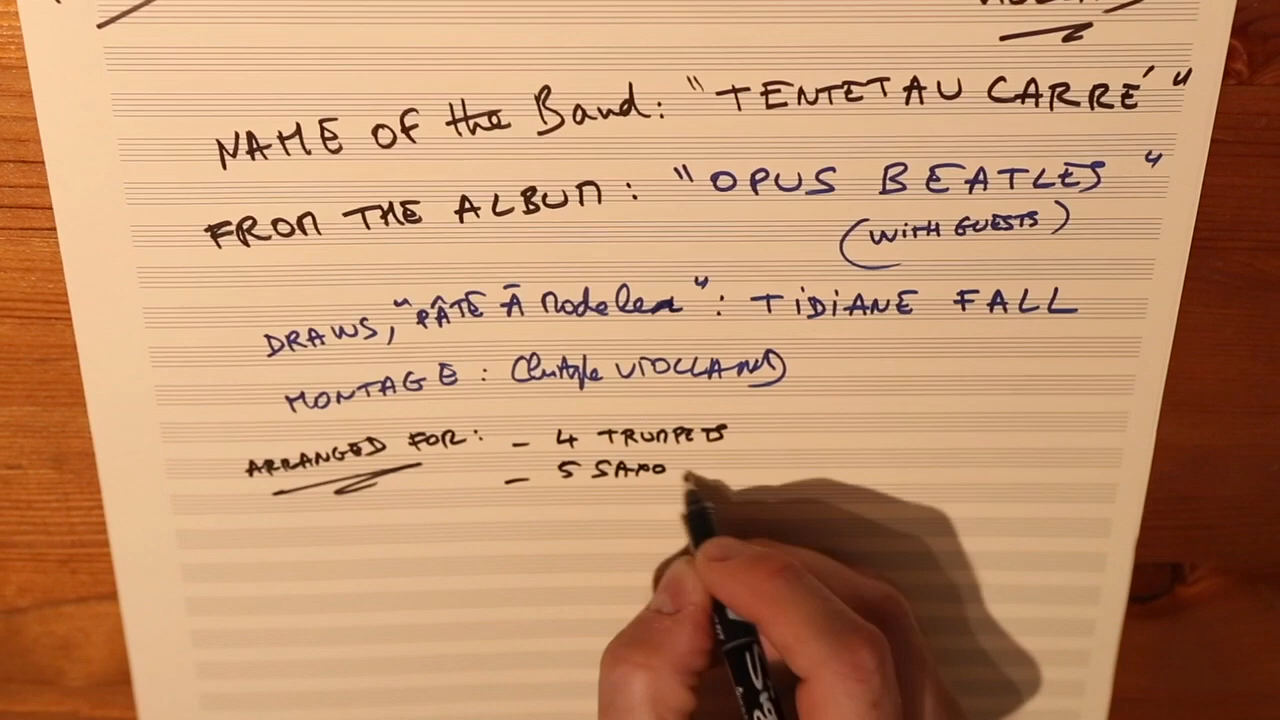 NAME OF the Band: "TENTET AU CARRÉ"
FROM THE ALBUM: "OPUS BEATLES"
(WITH GUESTS)
DRAWS, "PÂTE À Modeler": TIDIANE FALL
MONTAGE: VIOLLAND
ARRANGED FOR: - 4 TRUMPETS
- 5 SAXO